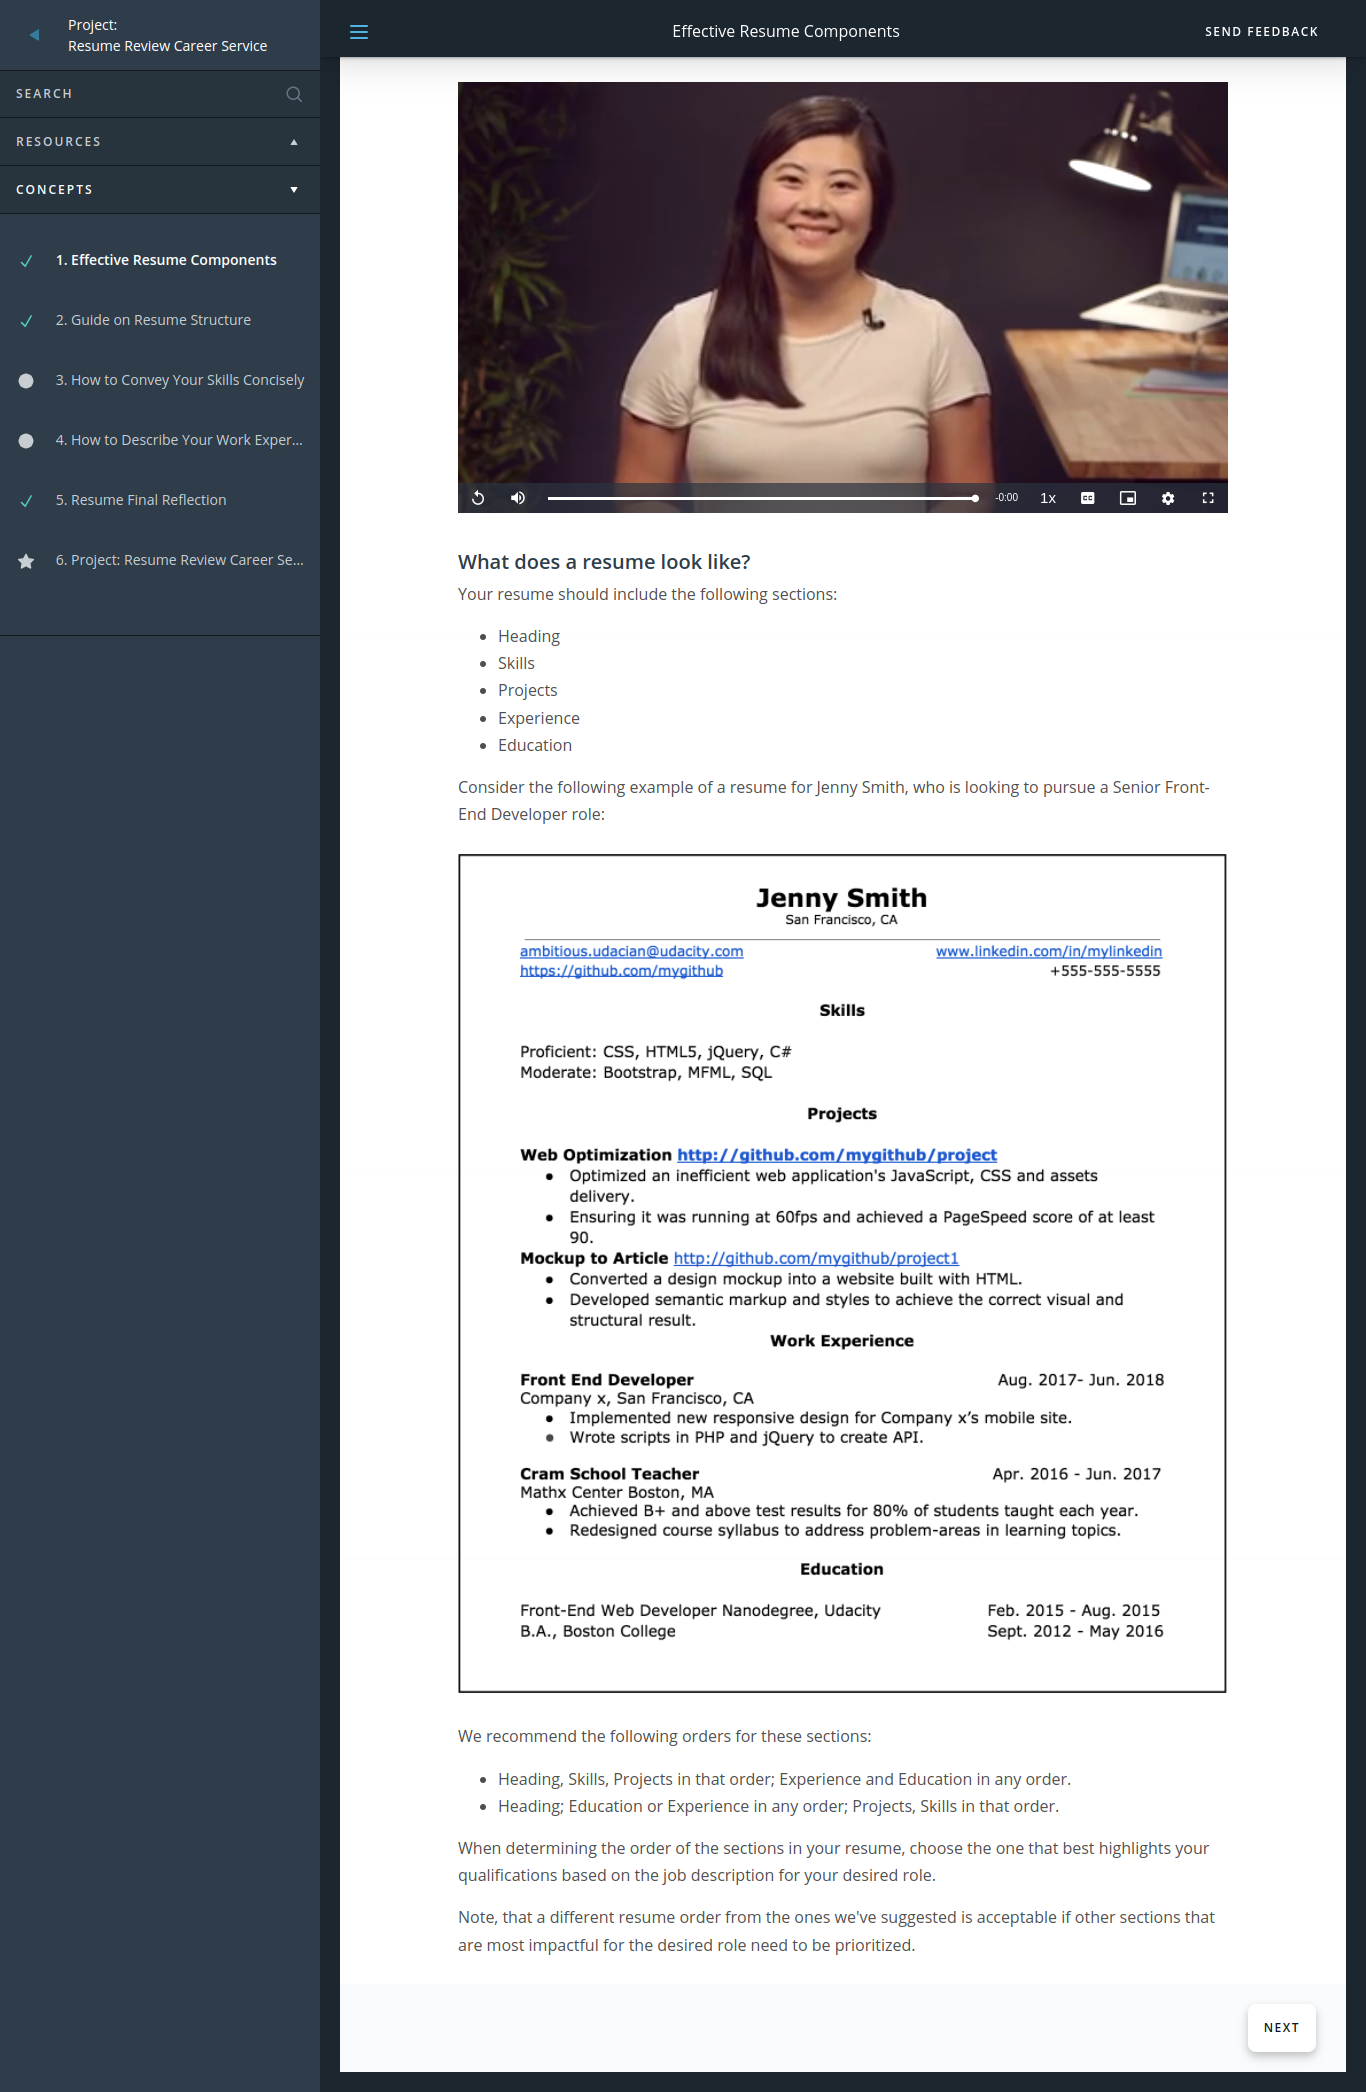 Project:
Resume Review Career Service
SEARCH
RESOURCES
CONCEPTS
1. Effective Resume Components
2. Guide on Resume Structure
3. How to Convey Your Skills Concisely
4. How to Describe Your Work Exper...
5. Resume Final Reflection
6. Project: Resume Review Career Se...
Effective Resume Components
SEND FEEDBACK
-0:00
1x
CC
What does a resume look like?
Your resume should include the following sections:
• Heading
• Skills
• Projects
• Experience
• Education
Consider the following example of a resume for Jenny Smith, who is looking to pursue a Senior Front-
End Developer role:
Jenny Smith
San Francisco, CA
ambitious.udacian@udacity.com www.linkedin.com/in/mylinkedin
https://github.com/mygithub +555-555-5555
Skills
Proficient: CSS, HTML5, jQuery, C#
Moderate: Bootstrap, MFML, SQL
Projects
Web Optimization http://github.com/mygithub/project
● Optimized an inefficient web application's JavaScript, CSS and assets
delivery.
● Ensuring it was running at 60fps and achieved a PageSpeed score of at least
90.
Mockup to Article http://github.com/mygithub/project1
● Converted a design mockup into a website built with HTML.
● Developed semantic markup and styles to achieve the correct visual and
structural result.
Work Experience
Front End Developer Aug. 2017- Jun. 2018
Company x, San Francisco, CA
● Implemented new responsive design for Company x’s mobile site.
● Wrote scripts in PHP and jQuery to create API.
Cram School Teacher Apr. 2016 - Jun. 2017
Mathx Center Boston, MA
● Achieved B+ and above test results for 80% of students taught each year.
● Redesigned course syllabus to address problem-areas in learning topics.
Education
Front-End Web Developer Nanodegree, Udacity Feb. 2015 - Aug. 2015
B.A., Boston College Sept. 2012 - May 2016
We recommend the following orders for these sections:
• Heading, Skills, Projects in that order; Experience and Education in any order.
• Heading; Education or Experience in any order; Projects, Skills in that order.
When determining the order of the sections in your resume, choose the one that best highlights your
qualifications based on the job description for your desired role.
Note, that a different resume order from the ones we've suggested is acceptable if other sections that
are most impactful for the desired role need to be prioritized.
NEXT